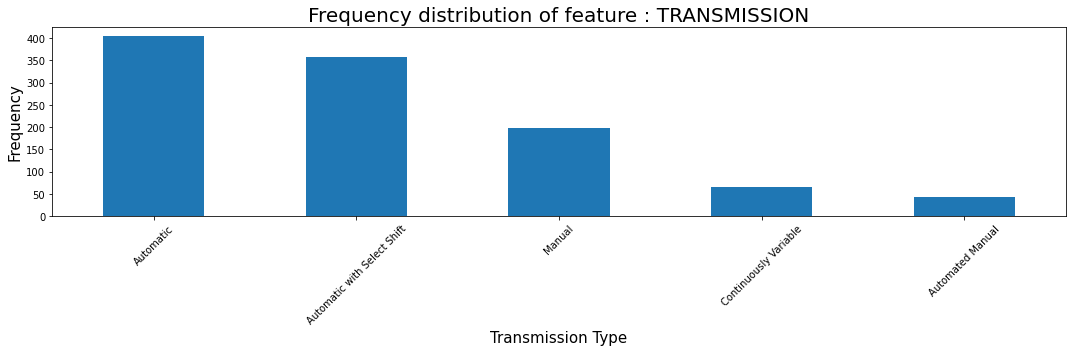 Frequency distribution of feature : TRANSMISSION
Frequency
400
350
300
250
200
150
100
50
0
Automatic
Automatic with Select Shift
Manual
Continuously Variable
Automated Manual
Transmission Type